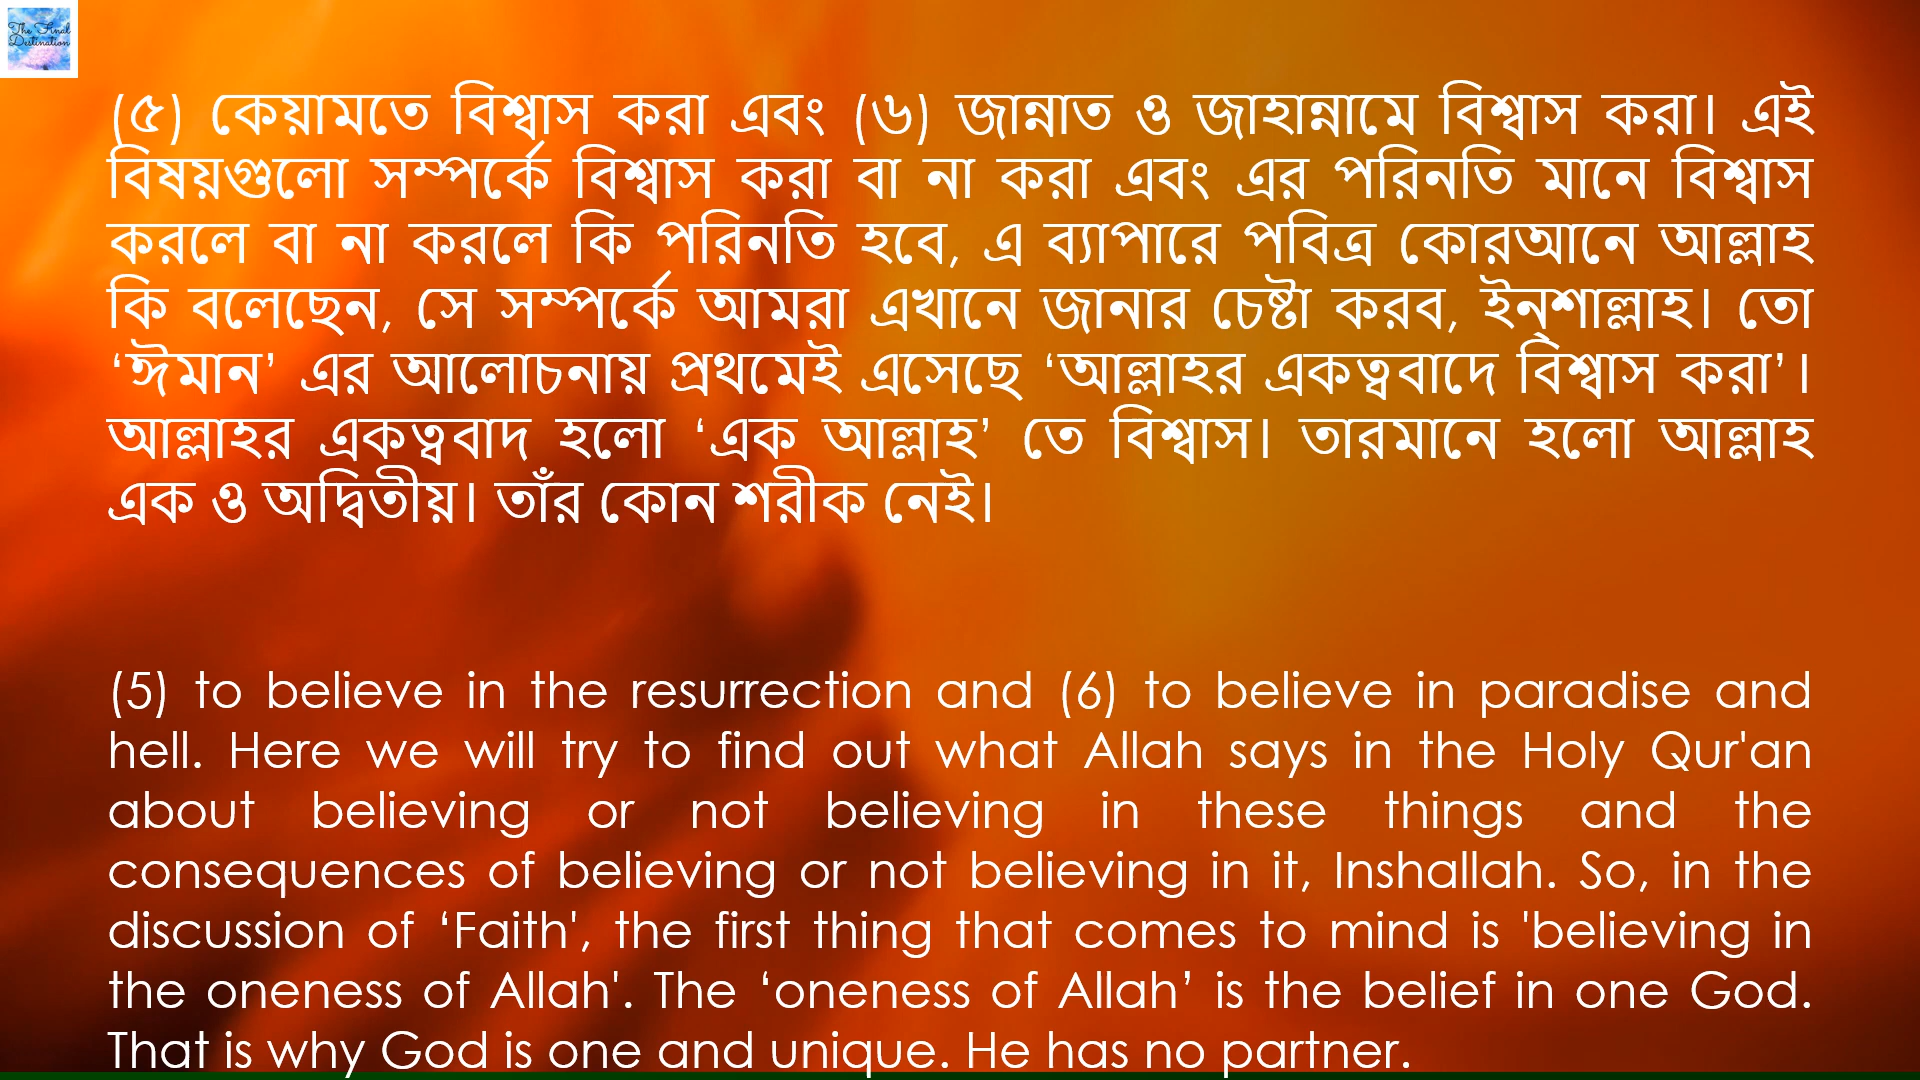 The Final
Destination
(৫) কেয়ামতে বিশ্বাস করা এবং (৬) জান্নাত ও জাহান্নামে বিশ্বাস করা। এই
বিষয়গুলো সম্পর্কে বিশ্বাস করা বা না করা এবং এর পরিনতি মানে বিশ্বাস
করলে বা না করলে কি পরিনতি হবে, এ ব্যাপারে পবিত্র কোরআনে আল্লাহ
কি বলেছেন, সে সম্পর্কে আমরা এখানে জানার চেষ্টা করব, ইন্‌শাল্লাহ। তো
‘ঈমান’ এর আলোচনায় প্রথমেই এসেছে ‘আল্লাহর একত্ববাদে বিশ্বাস করা’।
আল্লাহর একত্ববাদ হলো ‘এক আল্লাহ’ তে বিশ্বাস। তারমানে হলো আল্লাহ
এক ও অদ্বিতীয়। তাঁর কোন শরীক নেই।
(5) to believe in the resurrection and (6) to believe in paradise and
hell. Here we will try to find out what Allah says in the Holy Qur'an
about believing or not believing in these things and the
consequences of believing or not believing in it, Inshallah. So, in the
discussion of ‘Faith', the first thing that comes to mind is 'believing in
the oneness of Allah'. The ‘oneness of Allah’ is the belief in one God.
That is why God is one and unique. He has no partner.